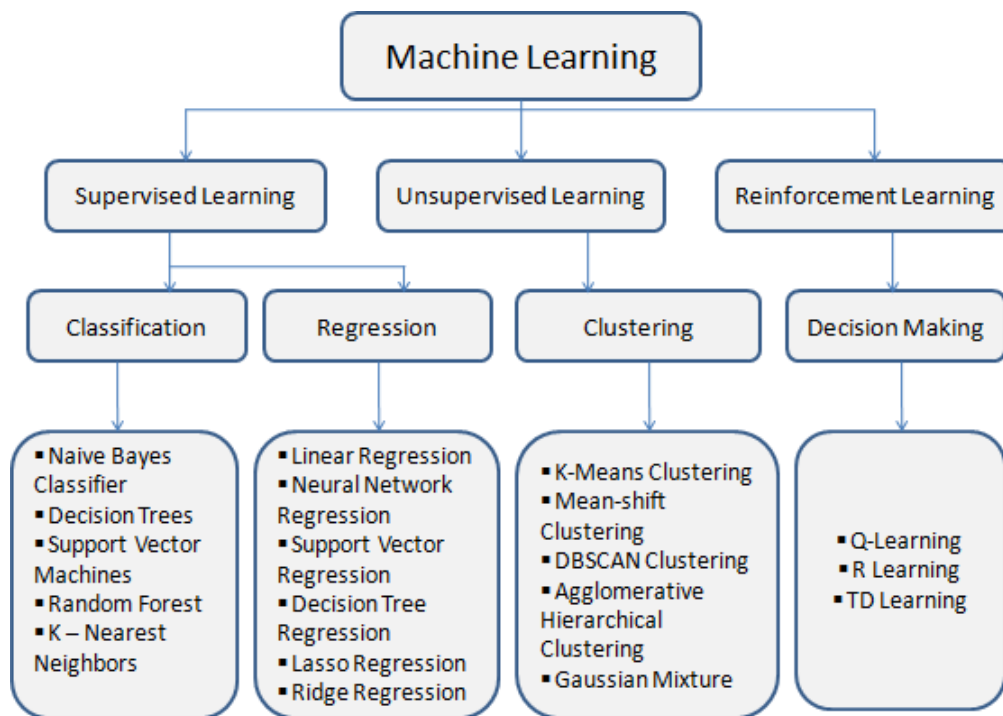 Machine Learning
Supervised Learning
Unsupervised Learning
Reinforcement Learning
Classification
Regression
Clustering
Decision Making
▪ Naive Bayes
Classifier
▪ Decision Trees
▪ Support Vector
Machines
▪ Random Forest
▪ K – Nearest
Neighbors
▪ Linear Regression
▪ Neural Network
Regression
▪ Support Vector
Regression
▪ Decision Tree
Regression
▪ Lasso Regression
▪ Ridge Regression
▪ K-Means Clustering
▪ Mean-shift
Clustering
▪ DBSCAN Clustering
▪ Agglomerative
Hierarchical
Clustering
▪ Gaussian Mixture
▪ Q-Learning
▪ R Learning
▪ TD Learning